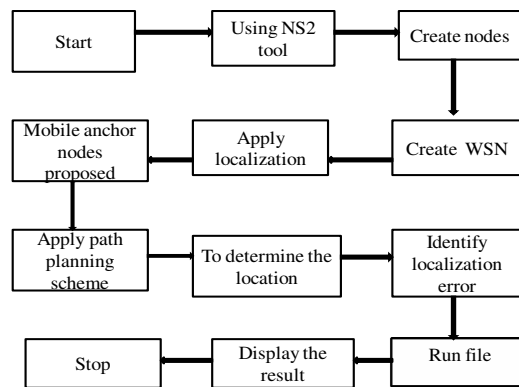 Start
Using NS2
tool
Create nodes
Create WSN
Apply
localization
Mobile anchor
nodes
proposed
Apply path
planning
scheme
To determine the
location
Identify
localization
error
Run file
Display the
result
Stop